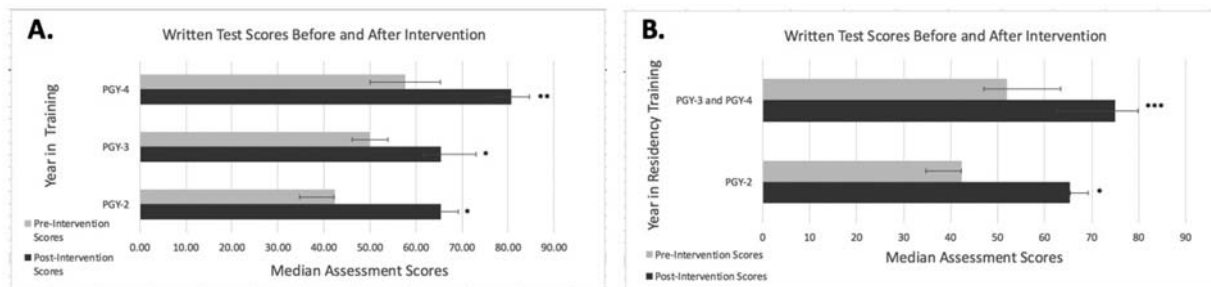 A.
Written Test Scores Before and After Intervention
Year in Training
PGY-4
**
PGY-3
*
PGY-2
*
Pre-Intervention
Scores
Post-Intervention
Scores
0.00 10.00 20.00 30.00 40.00 50.00 60.00 70.00 80.00 90.00
Median Assessment Scores
B.
Written Test Scores Before and After Intervention
Year in Residency Training
PGY-3 and PGY-4
***
PGY-2
*
Pre-Intervention Scores
Post-Intervention Scores
0 10 20 30 40 50 60 70 80 90
Median Assessment Scores